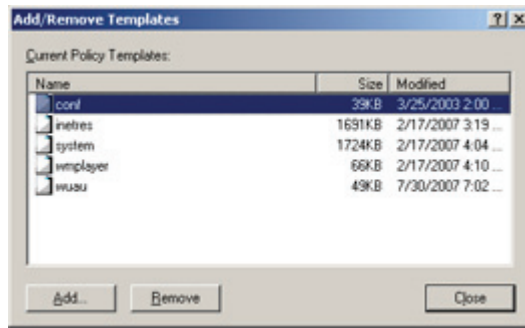 Add/Remove Templates
Current Policy Templates:
Name Size Modified
conf 39KB 3/25/2003 2:00 ...
inetres 1691KB 2/17/2007 3:19 ...
system 1724KB 2/17/2007 4:04 ...
wmplayer 66KB 2/17/2007 4:10 ...
wuau 49KB 7/30/2007 7:02 ...
Add... Remove Close